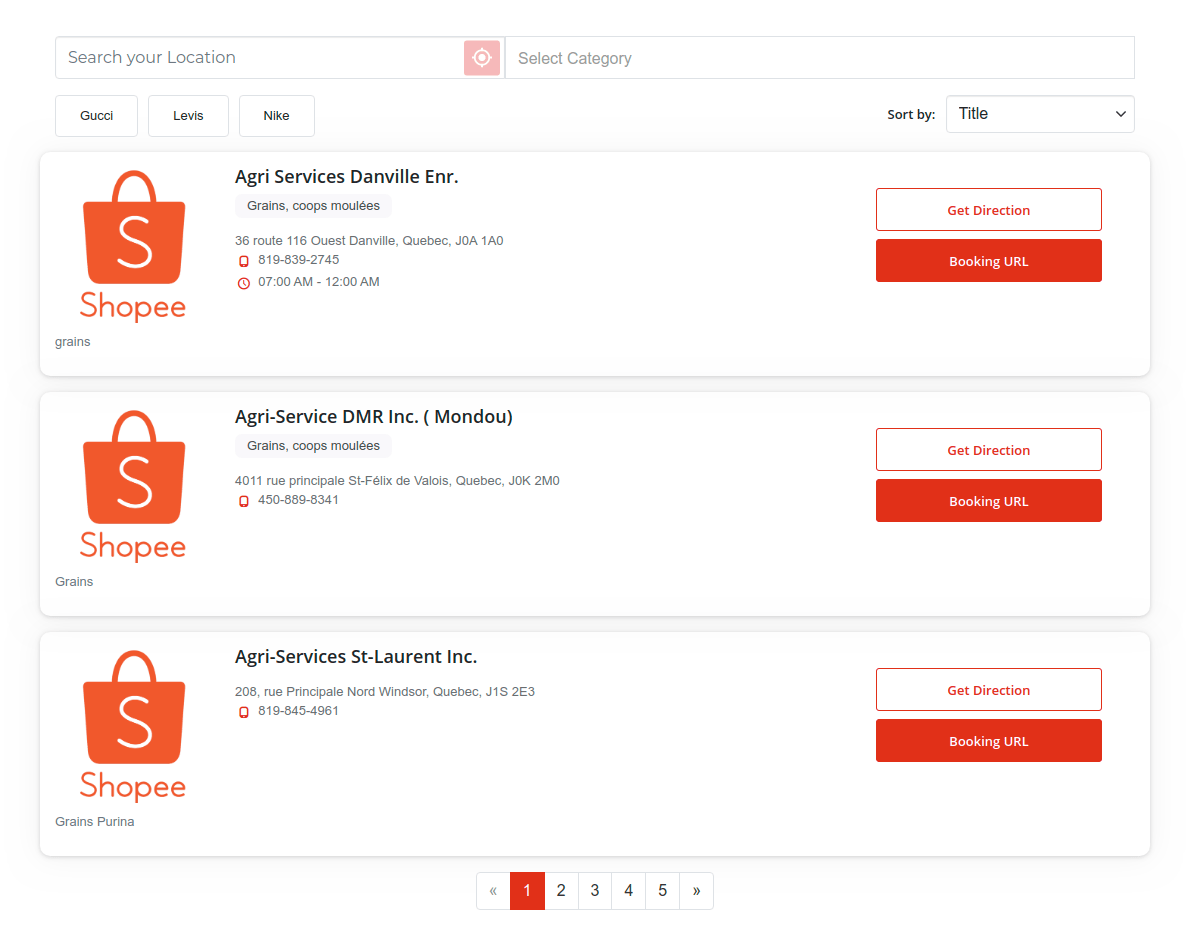 Search your Location
Select Category
Gucci
Levis
Nike
Sort by:
Title
S
Shopee
Agri Services Danville Enr.
Grains, coops moulées
36 route 116 Ouest Danville, Quebec, J0A 1A0
819-839-2745
07:00 AM - 12:00 AM
Get Direction
Booking URL
grains
S
Shopee
Agri-Service DMR Inc. ( Mondou)
Grains, coops moulées
4011 rue principale St-Félix de Valois, Quebec, J0K 2M0
450-889-8341
Get Direction
Booking URL
Grains
S
Shopee
Agri-Services St-Laurent Inc.
208, rue Principale Nord Windsor, Quebec, J1S 2E3
819-845-4961
Get Direction
Booking URL
Grains Purina
« 1 2 3 4 5 »